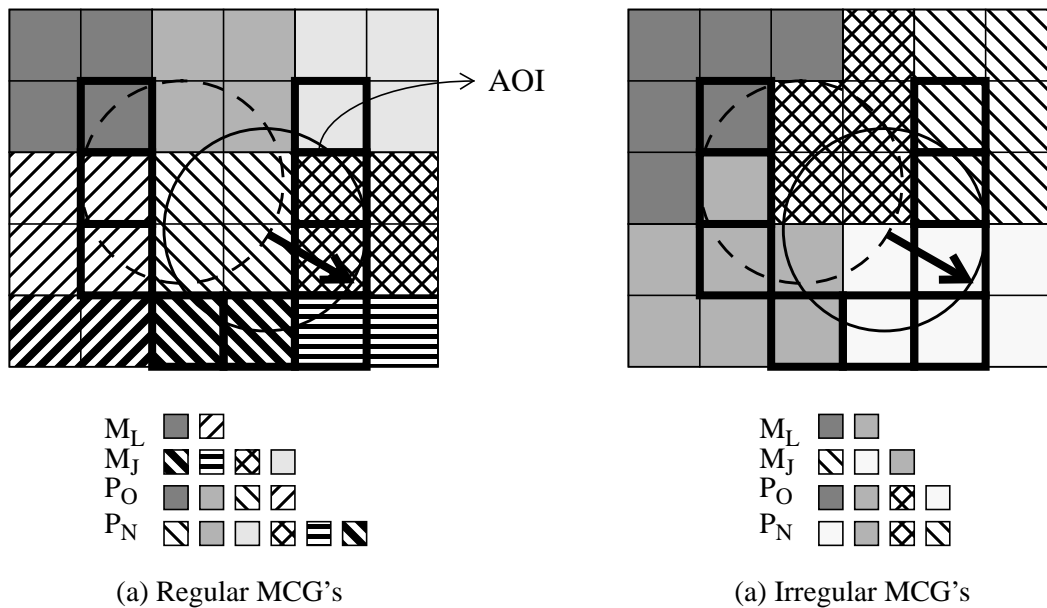 AOI
M_L
M_J
P_O
P_N
(a) Regular MCG's
M_L
M_J
P_O
P_N
(a) Irregular MCG's